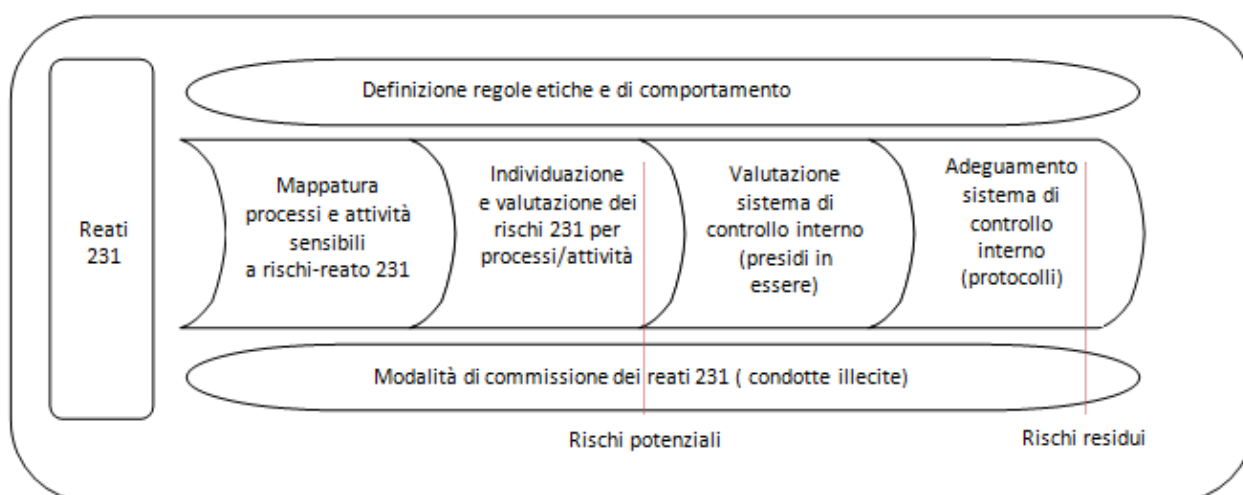 Definizione regole etiche e di comportamento
Reati
231
Mappatura
processi e attività
sensibili
a rischi-reato 231
Individuazione
e valutazione dei
rischi 231 per
processi/attività
Valutazione
sistema di
controllo interno
(presidi in
essere)
Adeguamento
sistema di
controllo
interno
(protocolli)
Modalità di commissione dei reati 231 ( condotte illecite)
Rischi potenziali
Rischi residui